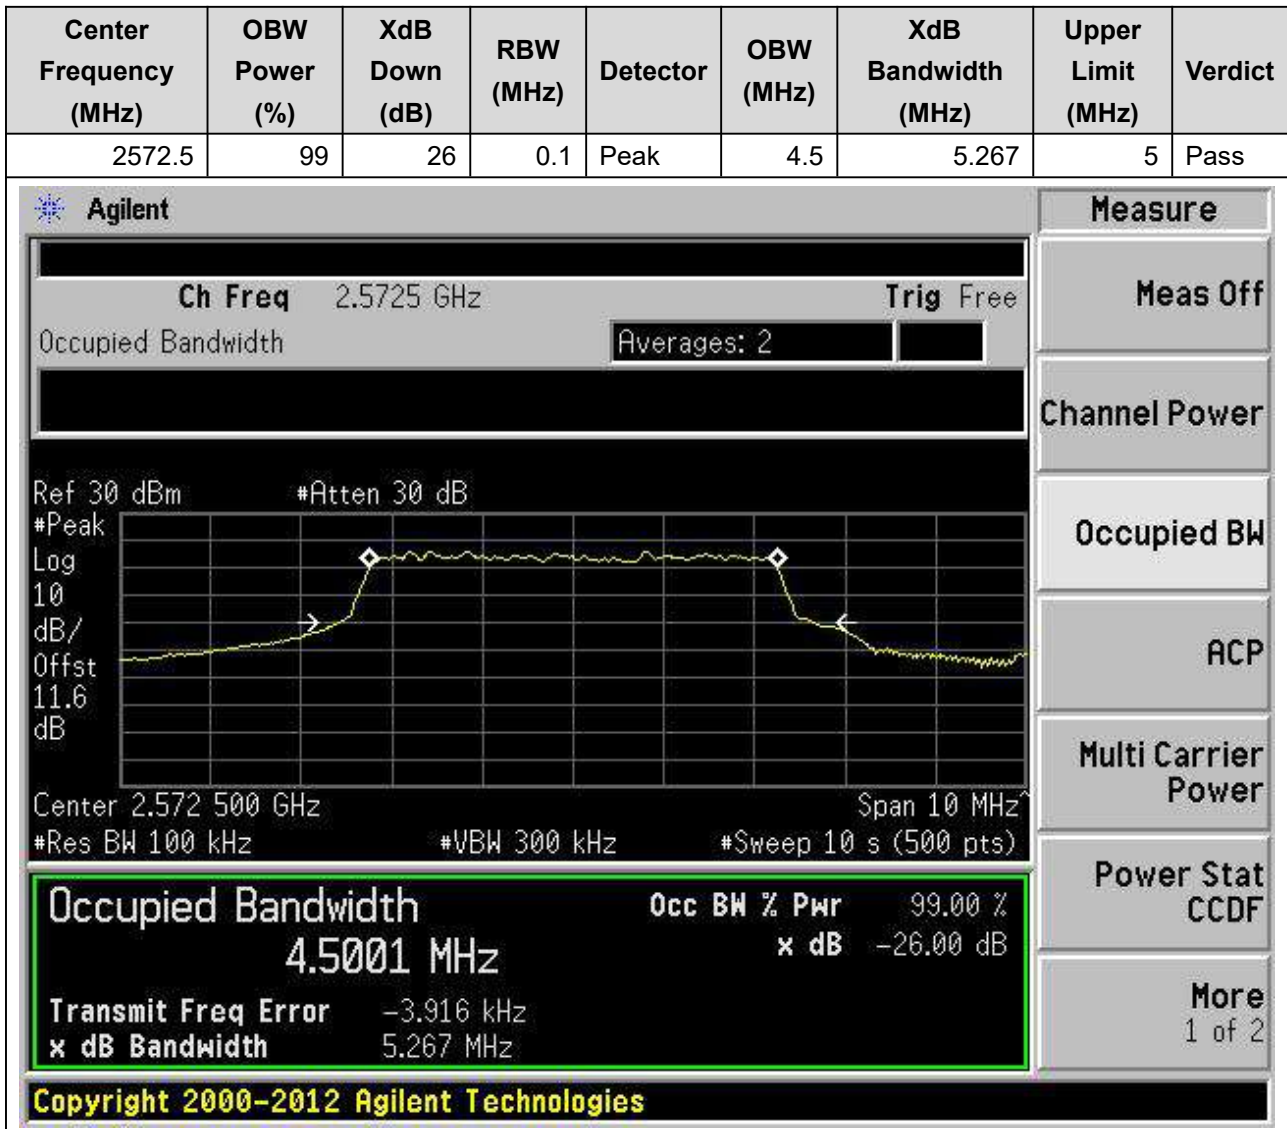 Center Frequency (MHz) OBW Power (%) XdB Down (dB) RBW (MHz) Detector OBW (MHz) XdB Bandwidth (MHz) Upper Limit (MHz) Verdict
2572.5 99 26 0.1 Peak 4.5 5.267 5 Pass
Agilent
Measure
Ch Freq 2.5725 GHz Trig Free
Meas Off
Occupied Bandwidth Averages: 2
Channel Power
Ref 30 dBm #Atten 30 dB
#Peak
Log
10
dB/
Offst
11.6
dB
Occupied BW
ACP
Multi Carrier
Power
Center 2.572 500 GHz Span 10 MHz^
#Res BW 100 kHz #VBW 300 kHz #Sweep 10 s (500 pts)
Power Stat
CCDF
Occupied Bandwidth Occ BW % Pwr 99.00 %
4.5001 MHz x dB -26.00 dB
Transmit Freq Error -3.916 kHz
x dB Bandwidth 5.267 MHz
More
1 of 2
Copyright 2000-2012 Agilent Technologies